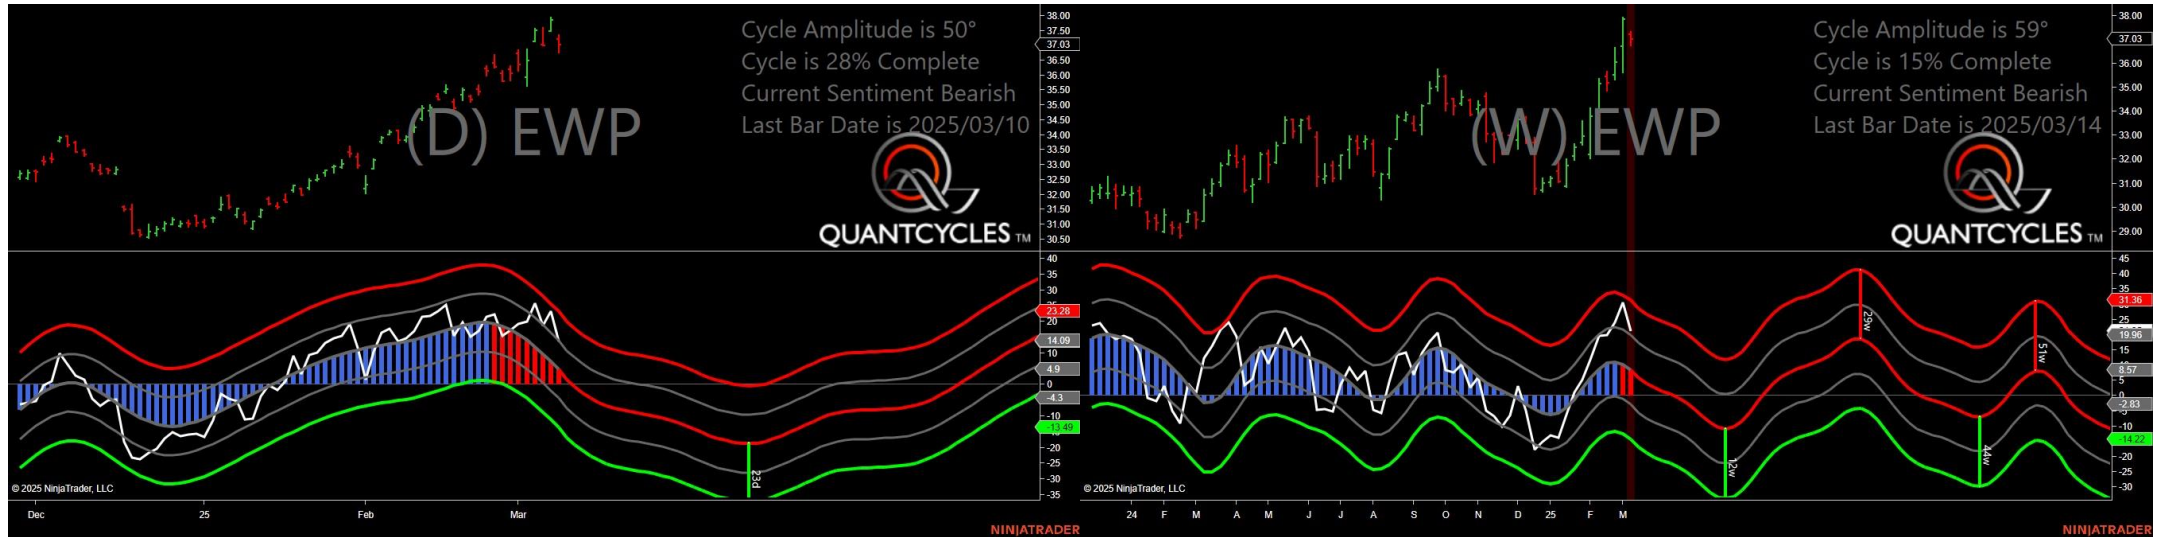 Cycle Amplitude is 50°
Cycle is 28% Complete
Current Sentiment Bearish
Last Bar Date is 2025/03/10
(D) EWP
QUANTCYCLES TM
38.00
37.50
37.03
36.50
36.00
35.50
35.00
34.50
34.00
33.50
33.00
32.50
32.00
31.50
31.00
30.50
40
35
30
23.28
20
14.09
10
4.9
0
-4.3
-10
-13.49
-20
-25
-30
-35
23d
© 2025 NinjaTrader, LLC
Dec
25
Feb
Mar
NINJATRADER
Cycle Amplitude is 59°
Cycle is 15% Complete
Current Sentiment Bearish
Last Bar Date is 2025/03/14
(W) EWP
QUANTCYCLES TM
38.00
37.03
36.00
35.00
34.00
33.00
32.00
31.00
30.00
29.00
45
40
35
31.36
19.96
15
8.57
5
0
-2.83
-10
-14.22
-20
-25
-30
12w
29w
44w
51w
© 2025 NinjaTrader, LLC
24
F
M
A
M
J
J
A
S
O
N
D
25
F
M
NINJATRADER